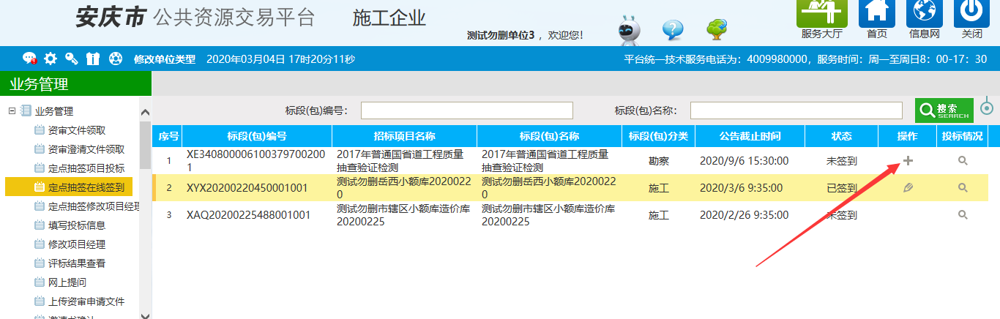 安庆市 公共资源交易平台 施工企业
测试勿删单位3 ，欢迎您！
服务大厅 首页 信息网 关闭
修改单位类型 2020年03月04日 17时20分11秒 平台统一技术服务电话为：4009980000，服务时间：周一至周日8：00-17：30
业务管理
业务管理
资审文件领取
资审澄清文件领取
定点抽签项目投标
定点抽签在线签到
定点抽签修改项目经理
填写投标信息
修改项目经理
评标结果查看
网上提问
上传资审申请文件
标段(包)编号： 标段(包)名称： 搜索 SEARCH
序号 标段(包)编号 招标项目名称 标段(包)名称 标段(包)分类 公告截止时间 状态 操作 投标情况
1 XE340800006100379700200 2017年普通国省道工程质量 2017年普通国省道工程质量 勘察 2020/9/6 15:30:00 未签到
1 抽查验证检测 抽查验证检测
2 XYX20200220450001001 测试勿删岳西小额库2020022 测试勿删岳西小额库2020022 施工 2020/3/6 9:35:00 已签到
0 0
3 XAQ20200225488001001 测试勿删市辖区小额库造价库 测试勿删市辖区小额库造价库 施工 2020/2/26 9:35:00 未签到
20200225 20200225